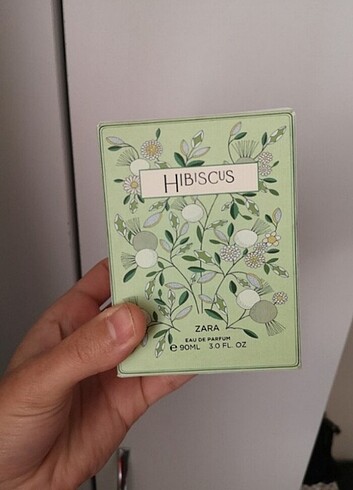 HIBISCUS
ZARA
EAU DE PARFUM
℮ 90ML 3.0 FL. OZ